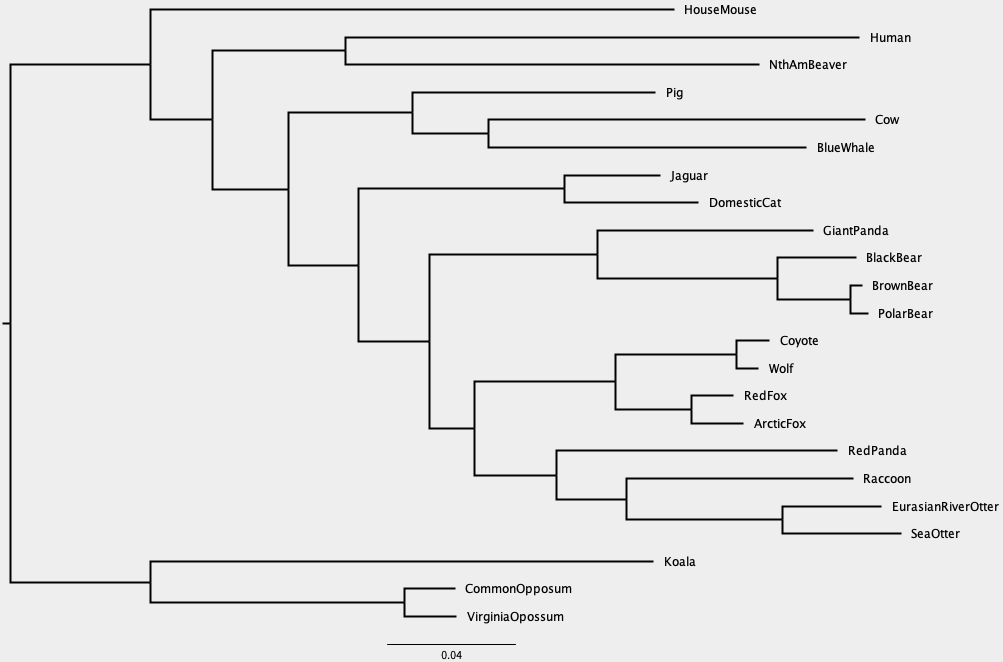 HouseMouse
Human
NthAmBeaver
Pig
Cow
BlueWhale
Jaguar
DomesticCat
GiantPanda
BlackBear
BrownBear
PolarBear
Coyote
Wolf
RedFox
ArcticFox
RedPanda
Raccoon
EurasianRiverOtter
SeaOtter
Koala
CommonOpposum
VirginiaOpossum
0.04